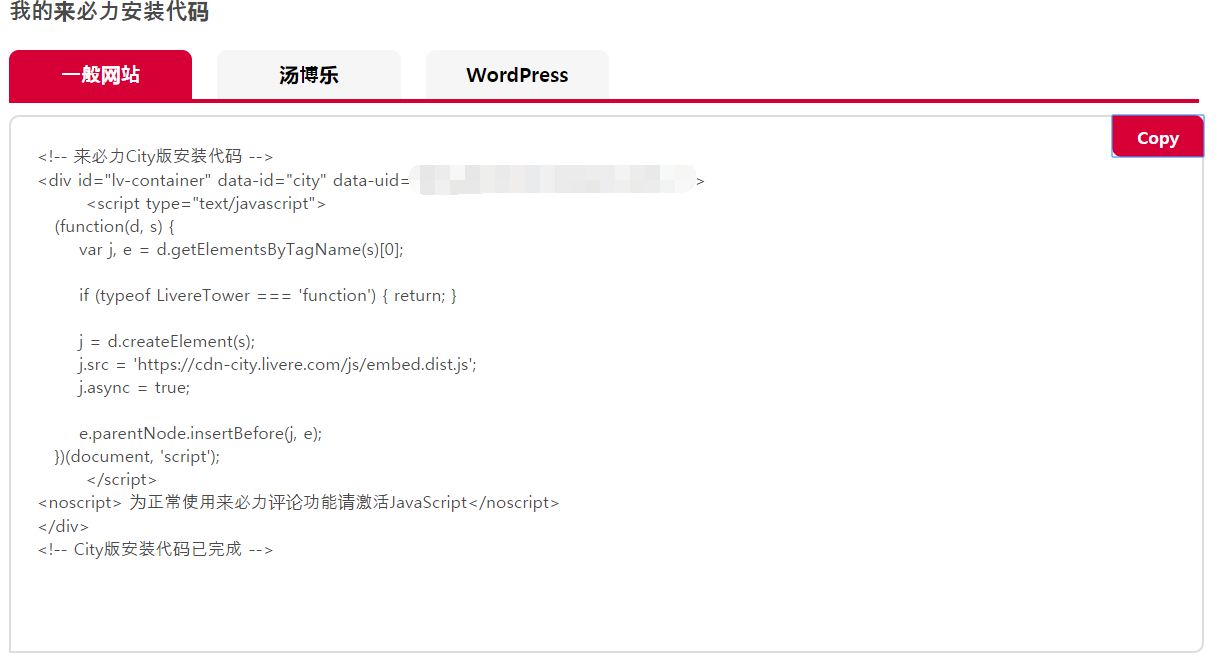 我的来必力安装代码
一般网站
汤博乐
WordPress
Copy
<!-- 来必力City版安装代码 -->
<div id="lv-container" data-id="city" data-uid= >
<script type="text/javascript">
(function(d, s) {
var j, e = d.getElementsByTagName(s)[0];
if (typeof LivereTower === 'function') { return; }
j = d.createElement(s);
j.src = 'https://cdn-city.livere.com/js/embed.dist.js';
j.async = true;
e.parentNode.insertBefore(j, e);
})(document, 'script');
</script>
<noscript> 为正常使用来必力评论功能请激活JavaScript</noscript>
</div>
<!-- City版安装代码已完成 -->